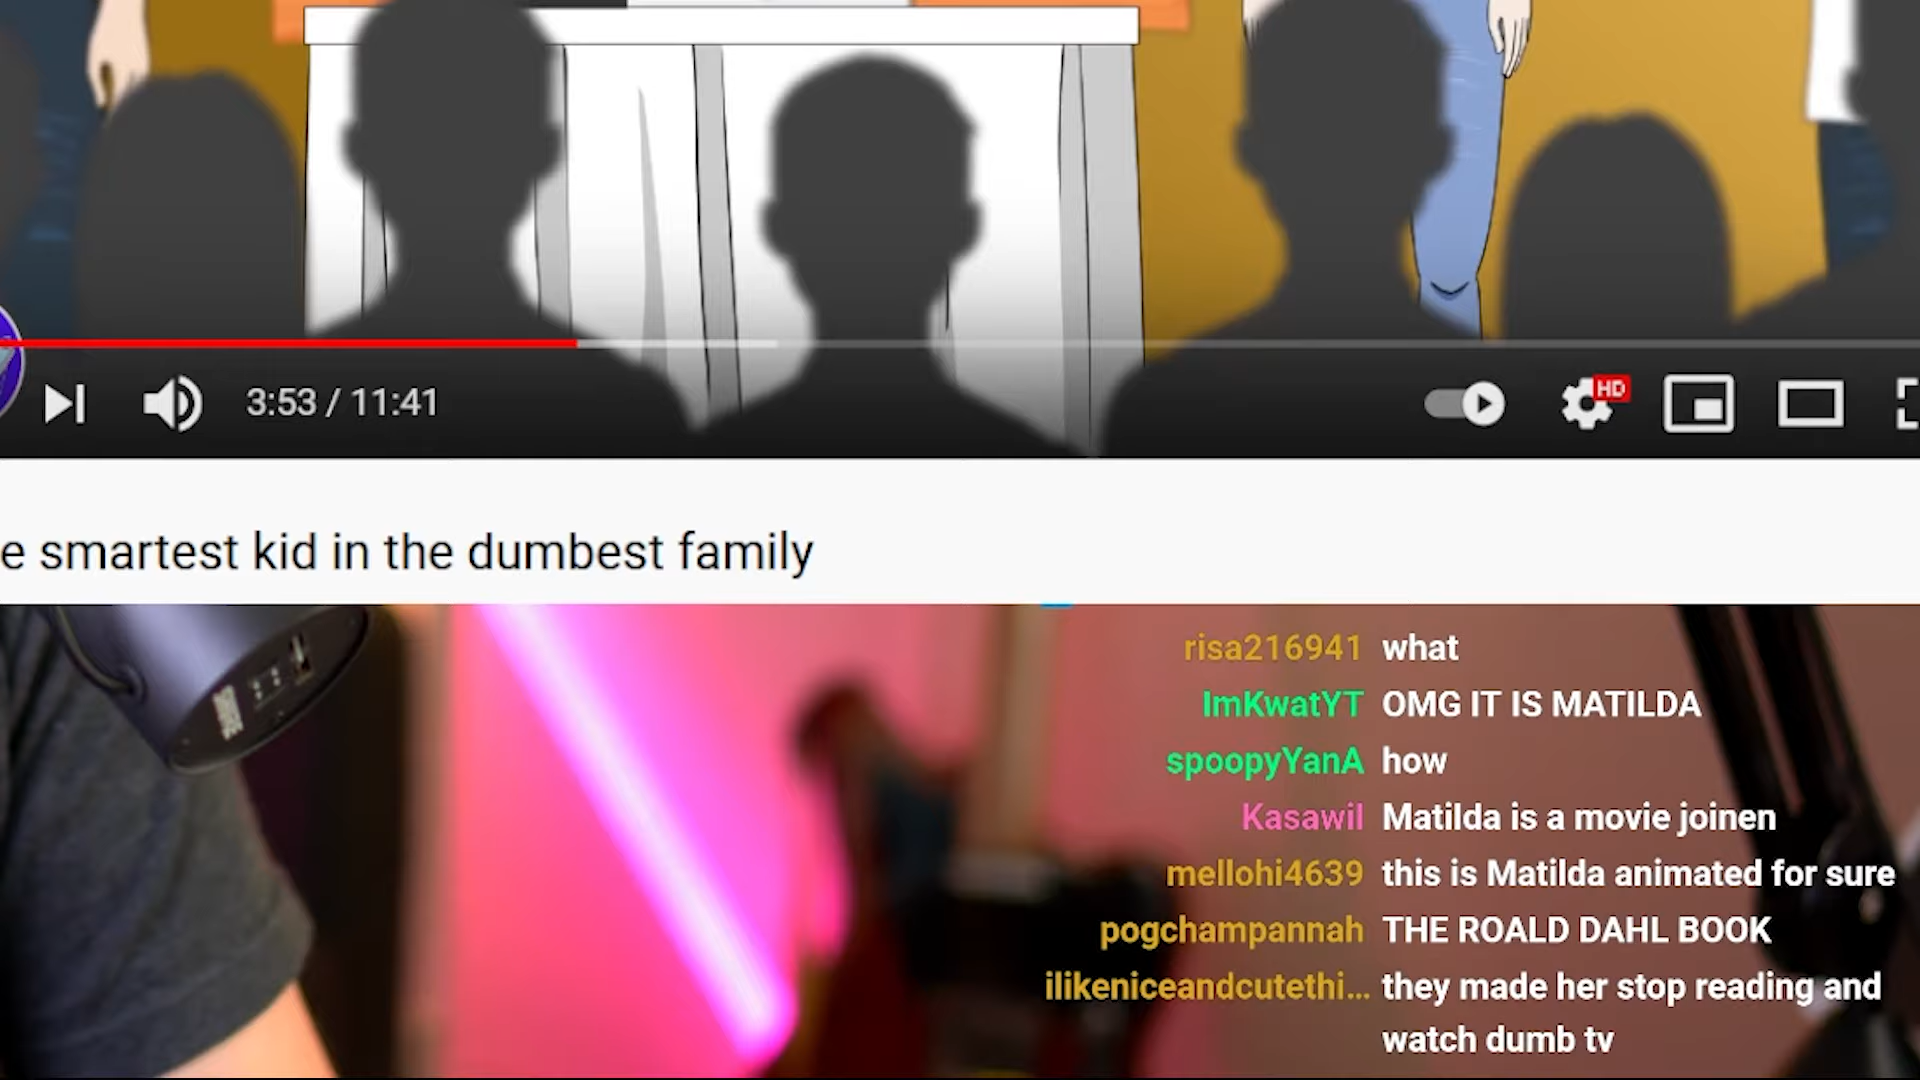 3:53 / 11:41
HD
e smartest kid in the dumbest family
risa216941 what
ImKwatYT OMG IT IS MATILDA
spoopyYanA how
Kasawil Matilda is a movie joinen
mellohi4639 this is Matilda animated for sure
pogchampannah THE ROALD DAHL BOOK
ilikeniceandcutethi... they made her stop reading and
watch dumb tv